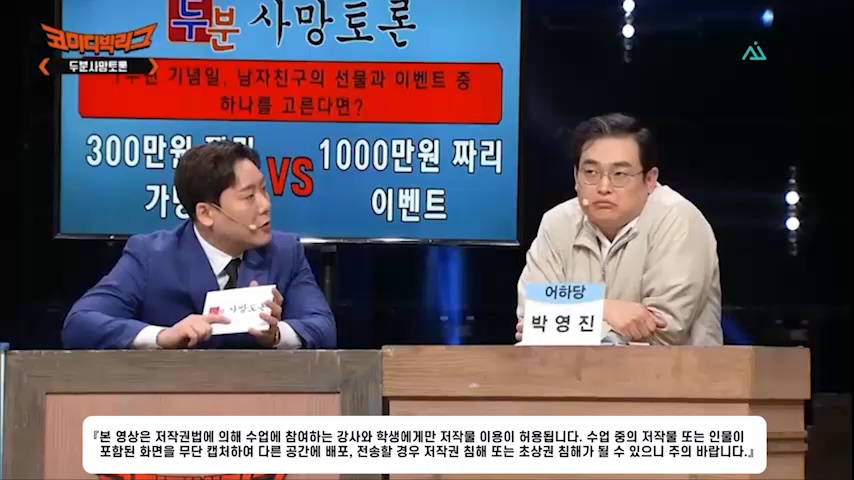 코미디빅리그
두분사망토론
두분 사망토론
기념일, 남자친구의 선물과 이벤트 중
하나를 고른다면?
300만원
VS
1000만원 짜리
이벤트
사망토론
어하당
박영진
『본 영상은 저작권법에 의해 수업에 참여하는 강사와 학생에게만 저작물 이용이 허용됩니다. 수업 중의 저작물 또는 인물이
포함된 화면을 무단 캡처하여 다른 공간에 배포, 전송할 경우 저작권 침해 또는 초상권 침해가 될 수 있으니 주의 바랍니다.』